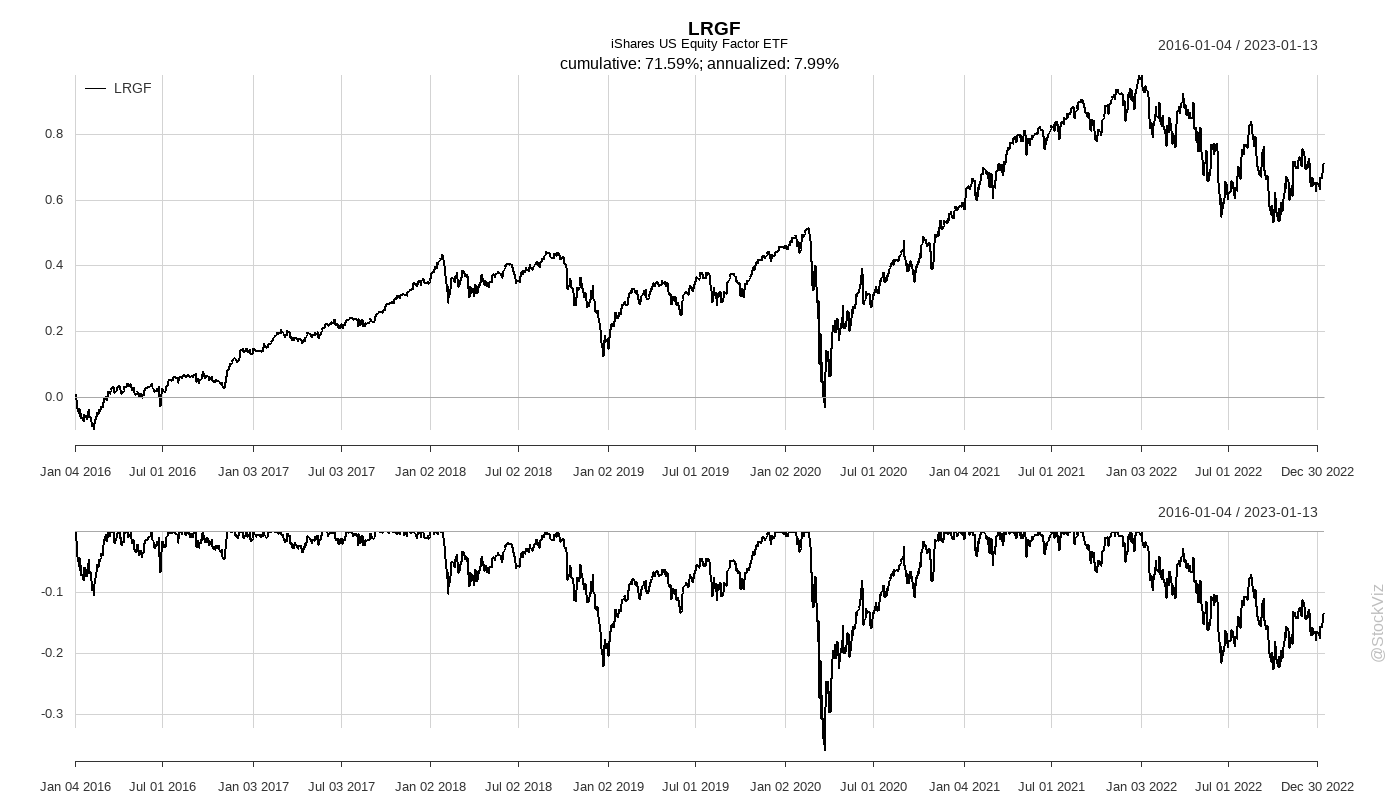 LRGF
iShares US Equity Factor ETF
2016-01-04 / 2023-01-13
cumulative: 71.59%; annualized: 7.99%
LRGF
0.8
0.6
0.4
0.2
0.0
Jan 04 2016 Jul 01 2016 Jan 03 2017 Jul 03 2017 Jan 02 2018 Jul 02 2018 Jan 02 2019 Jul 01 2019 Jan 02 2020 Jul 01 2020 Jan 04 2021 Jul 01 2021 Jan 03 2022 Jul 01 2022 Dec 30 2022
2016-01-04 / 2023-01-13
-0.1
-0.2
-0.3
@StockViz
Jan 04 2016 Jul 01 2016 Jan 03 2017 Jul 03 2017 Jan 02 2018 Jul 02 2018 Jan 02 2019 Jul 01 2019 Jan 02 2020 Jul 01 2020 Jan 04 2021 Jul 01 2021 Jan 03 2022 Jul 01 2022 Dec 30 2022